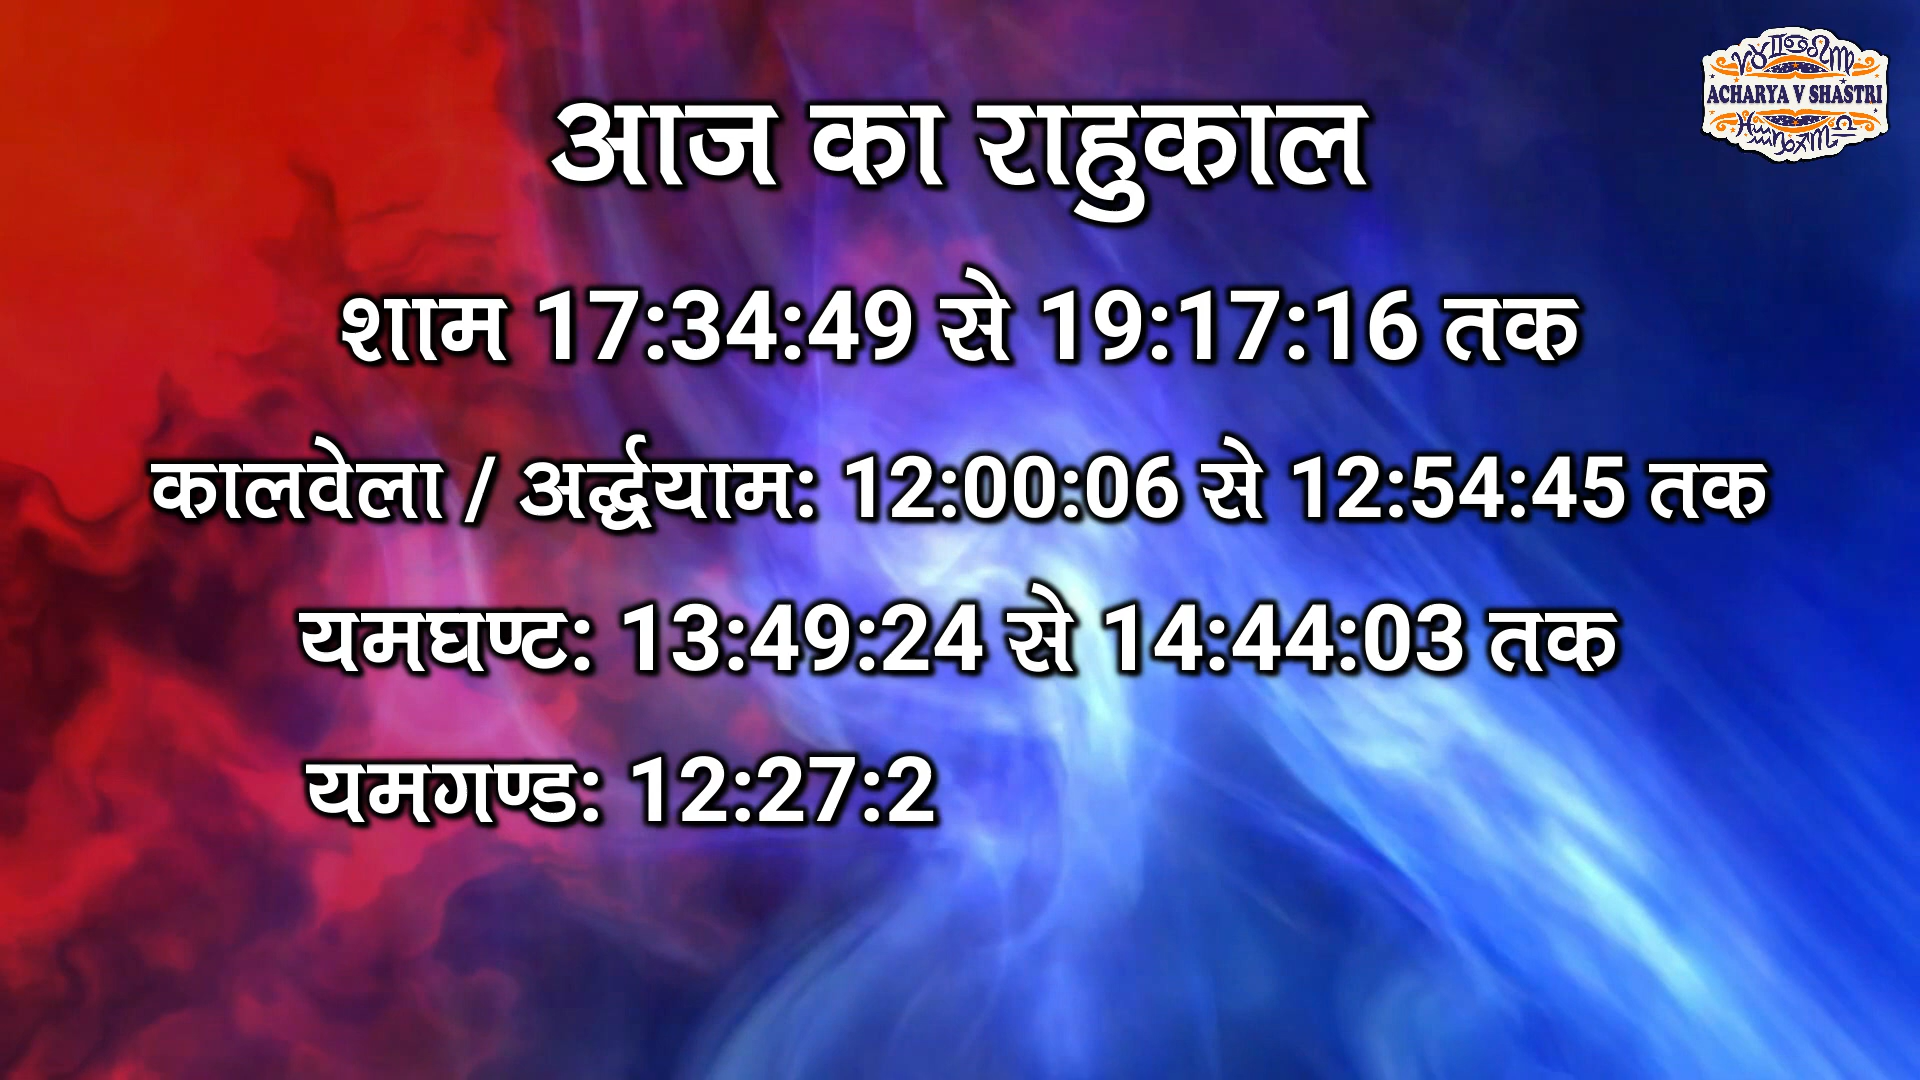 आज का राहुकाल
ACHARYA V SHASTRI
शाम 17:34:49 से 19:17:16 तक
कालवेला / अर्द्धयाम: 12:00:06 से 12:54:45 तक
यमघण्ट: 13:49:24 से 14:44:03 तक
यमगण्ड: 12:27:2